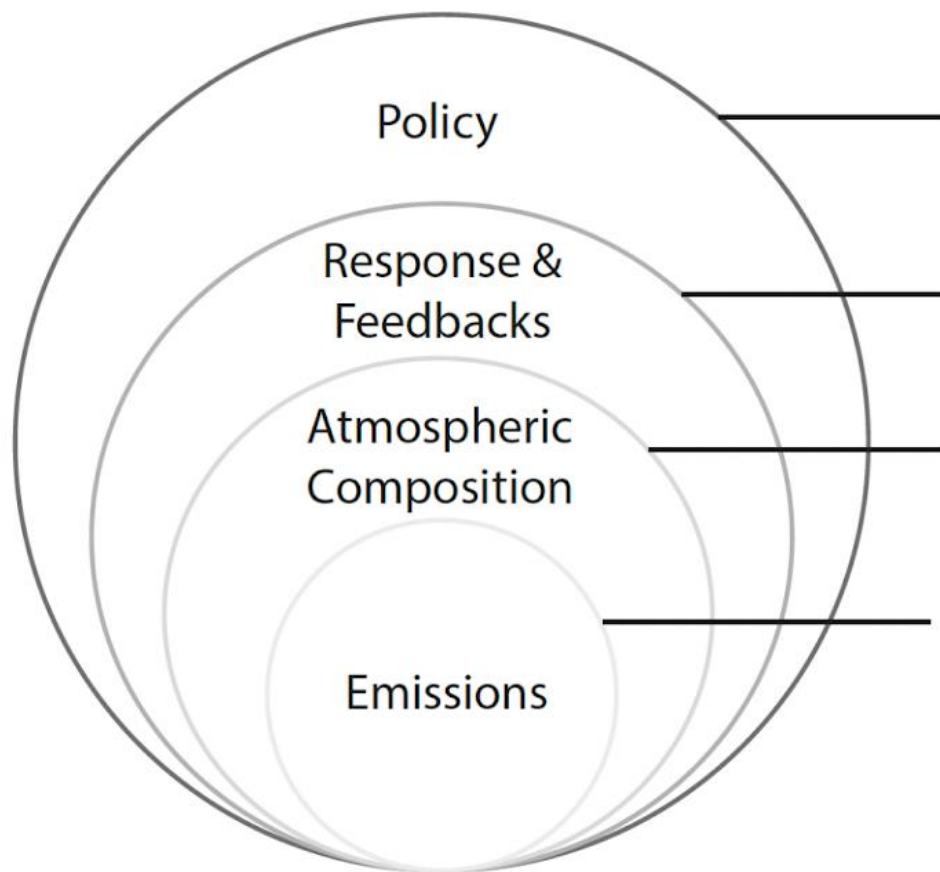 Policy
Response &
Feedbacks
Atmospheric
Composition
Emissions